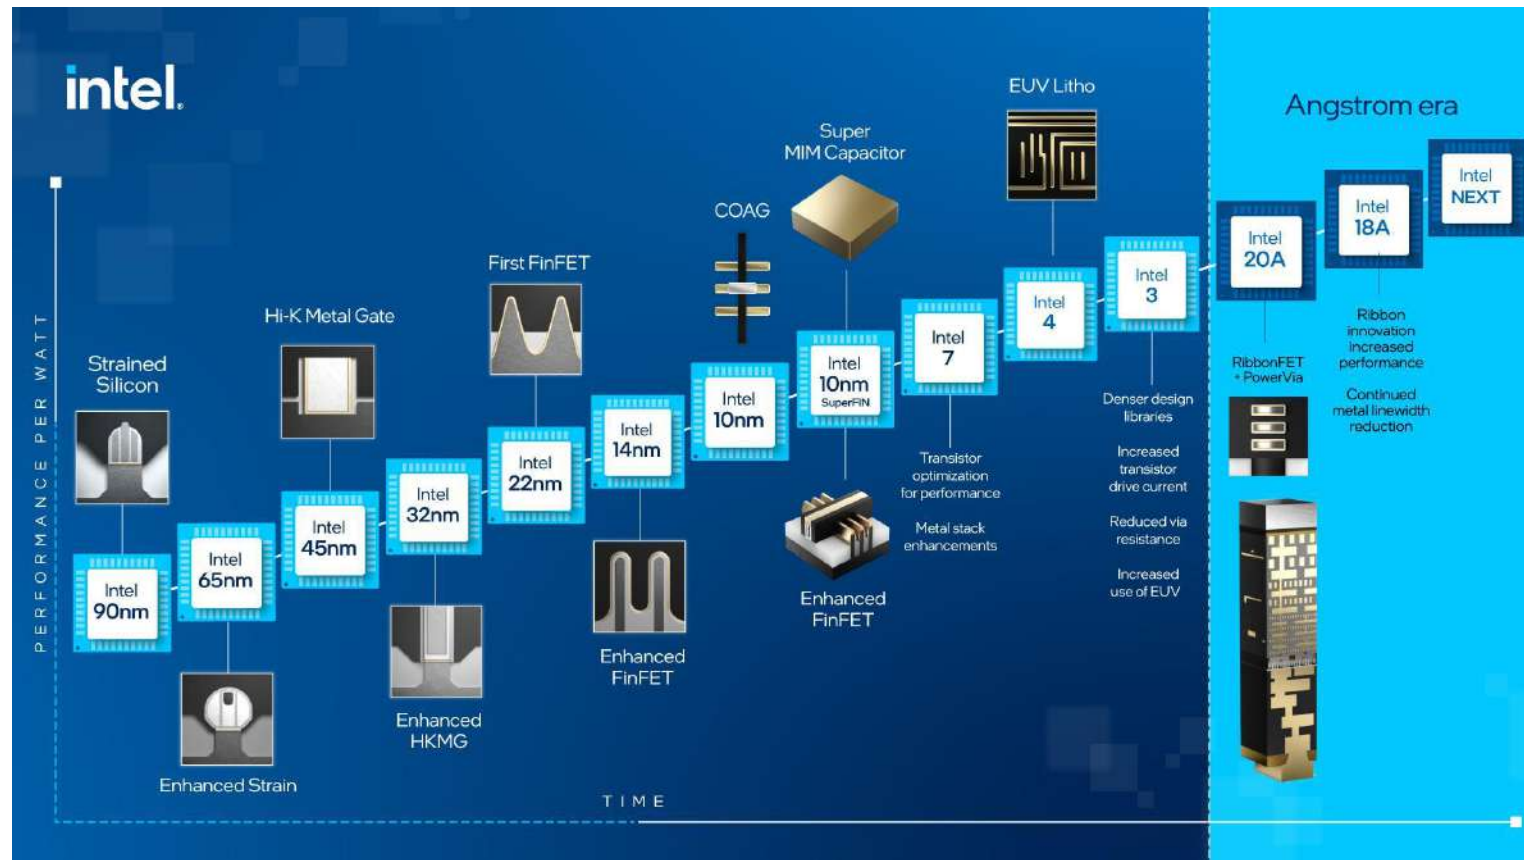 intel.
PERFORMANCE PER WATT
TIME
Strained
Silicon
Intel
90nm
Intel
65nm
Enhanced Strain
Hi-K Metal Gate
Intel
45nm
Intel
32nm
Enhanced
HKMG
First FinFET
Intel
22nm
Intel
14nm
Enhanced
FinFET
COAG
Intel
10nm
Super
MIM Capacitor
Intel
10nm
SuperFIN
Enhanced
FinFET
Intel
7
Transistor
optimization
for performance
Metal stack
enhancements
EUV Litho
Intel
4
Intel
3
Denser design
libraries
Increased
transistor
drive current
Reduced via
resistance
Increased
use of EUV
Angstrom era
Intel
20A
RibbonFET
+ PowerVia
Intel
18A
Ribbon
innovation
Increased
performance
Continued
metal linewidth
reduction
Intel
NEXT